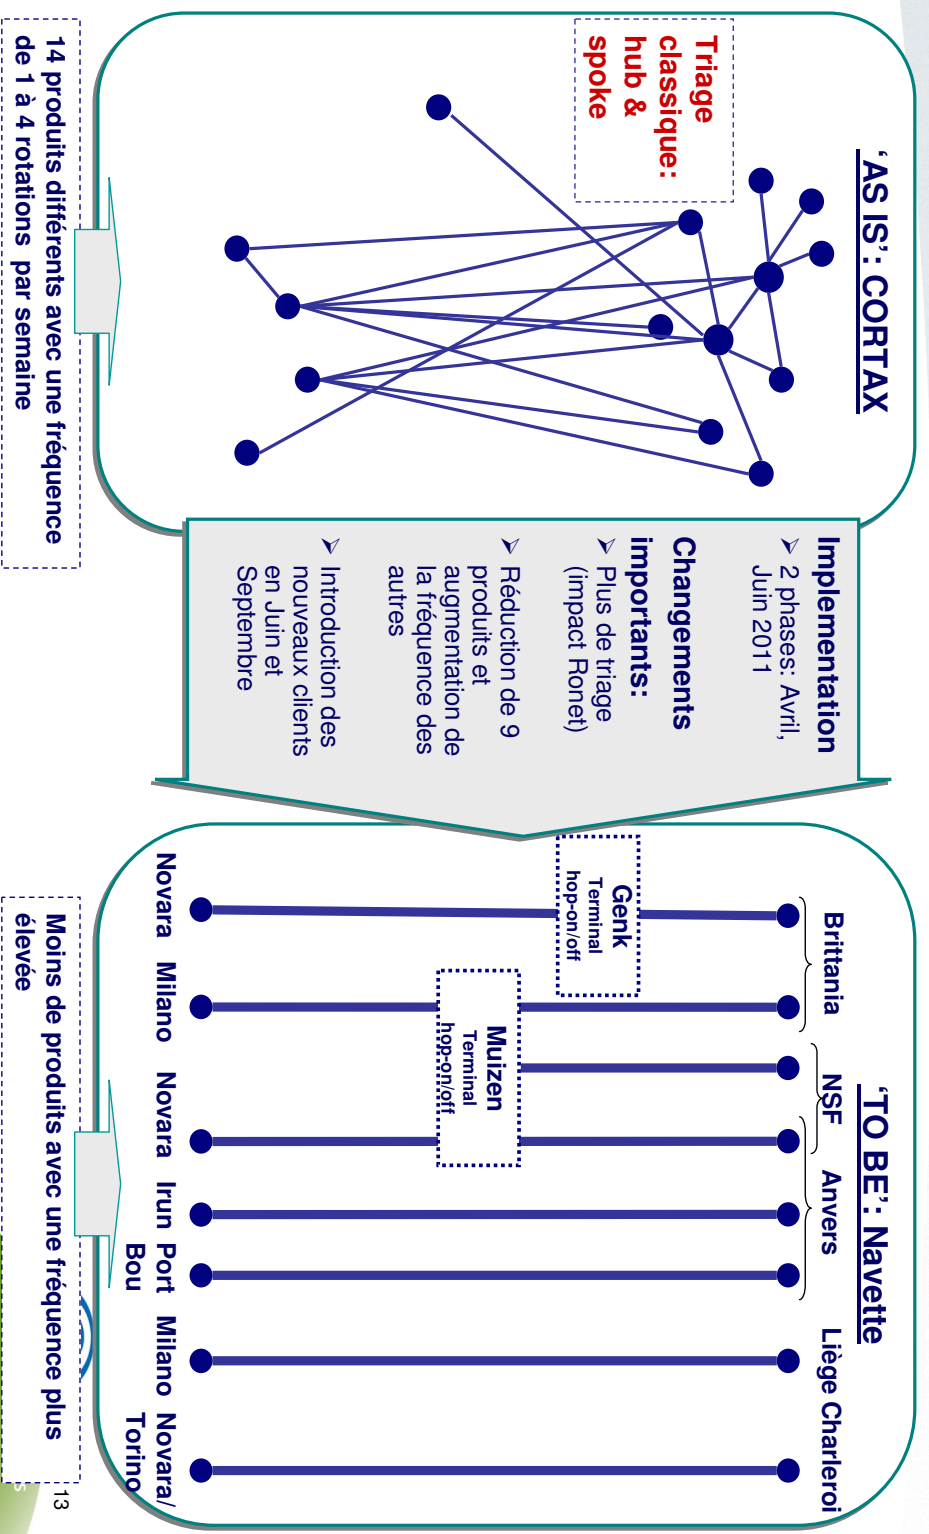 ‘AS IS’: CORTAX
Triage
classique:
hub &
spoke
14 produits différents avec une fréquence
de 1 à 4 rotations par semaine
Implementation
➢ 2 phases: Avril,
Juin 2011
Changements
importants:
➢ Plus de triage
(impact Ronet)
➢ Réduction de 9
produits et
augmentation de
la fréquence des
autres
➢ Introduction des
nouveaux clients
en Juin et
Septembre
‘TO BE’: Navette
Brittania NSF Anvers Liège Charleroi
Genk
Terminal
hop-on/off
Muizen
Terminal
hop-on/off
Novara Milano Novara Irun Port Milano Novara/
Bou Torino
Moins de produits avec une fréquence plus
élevée
13
s